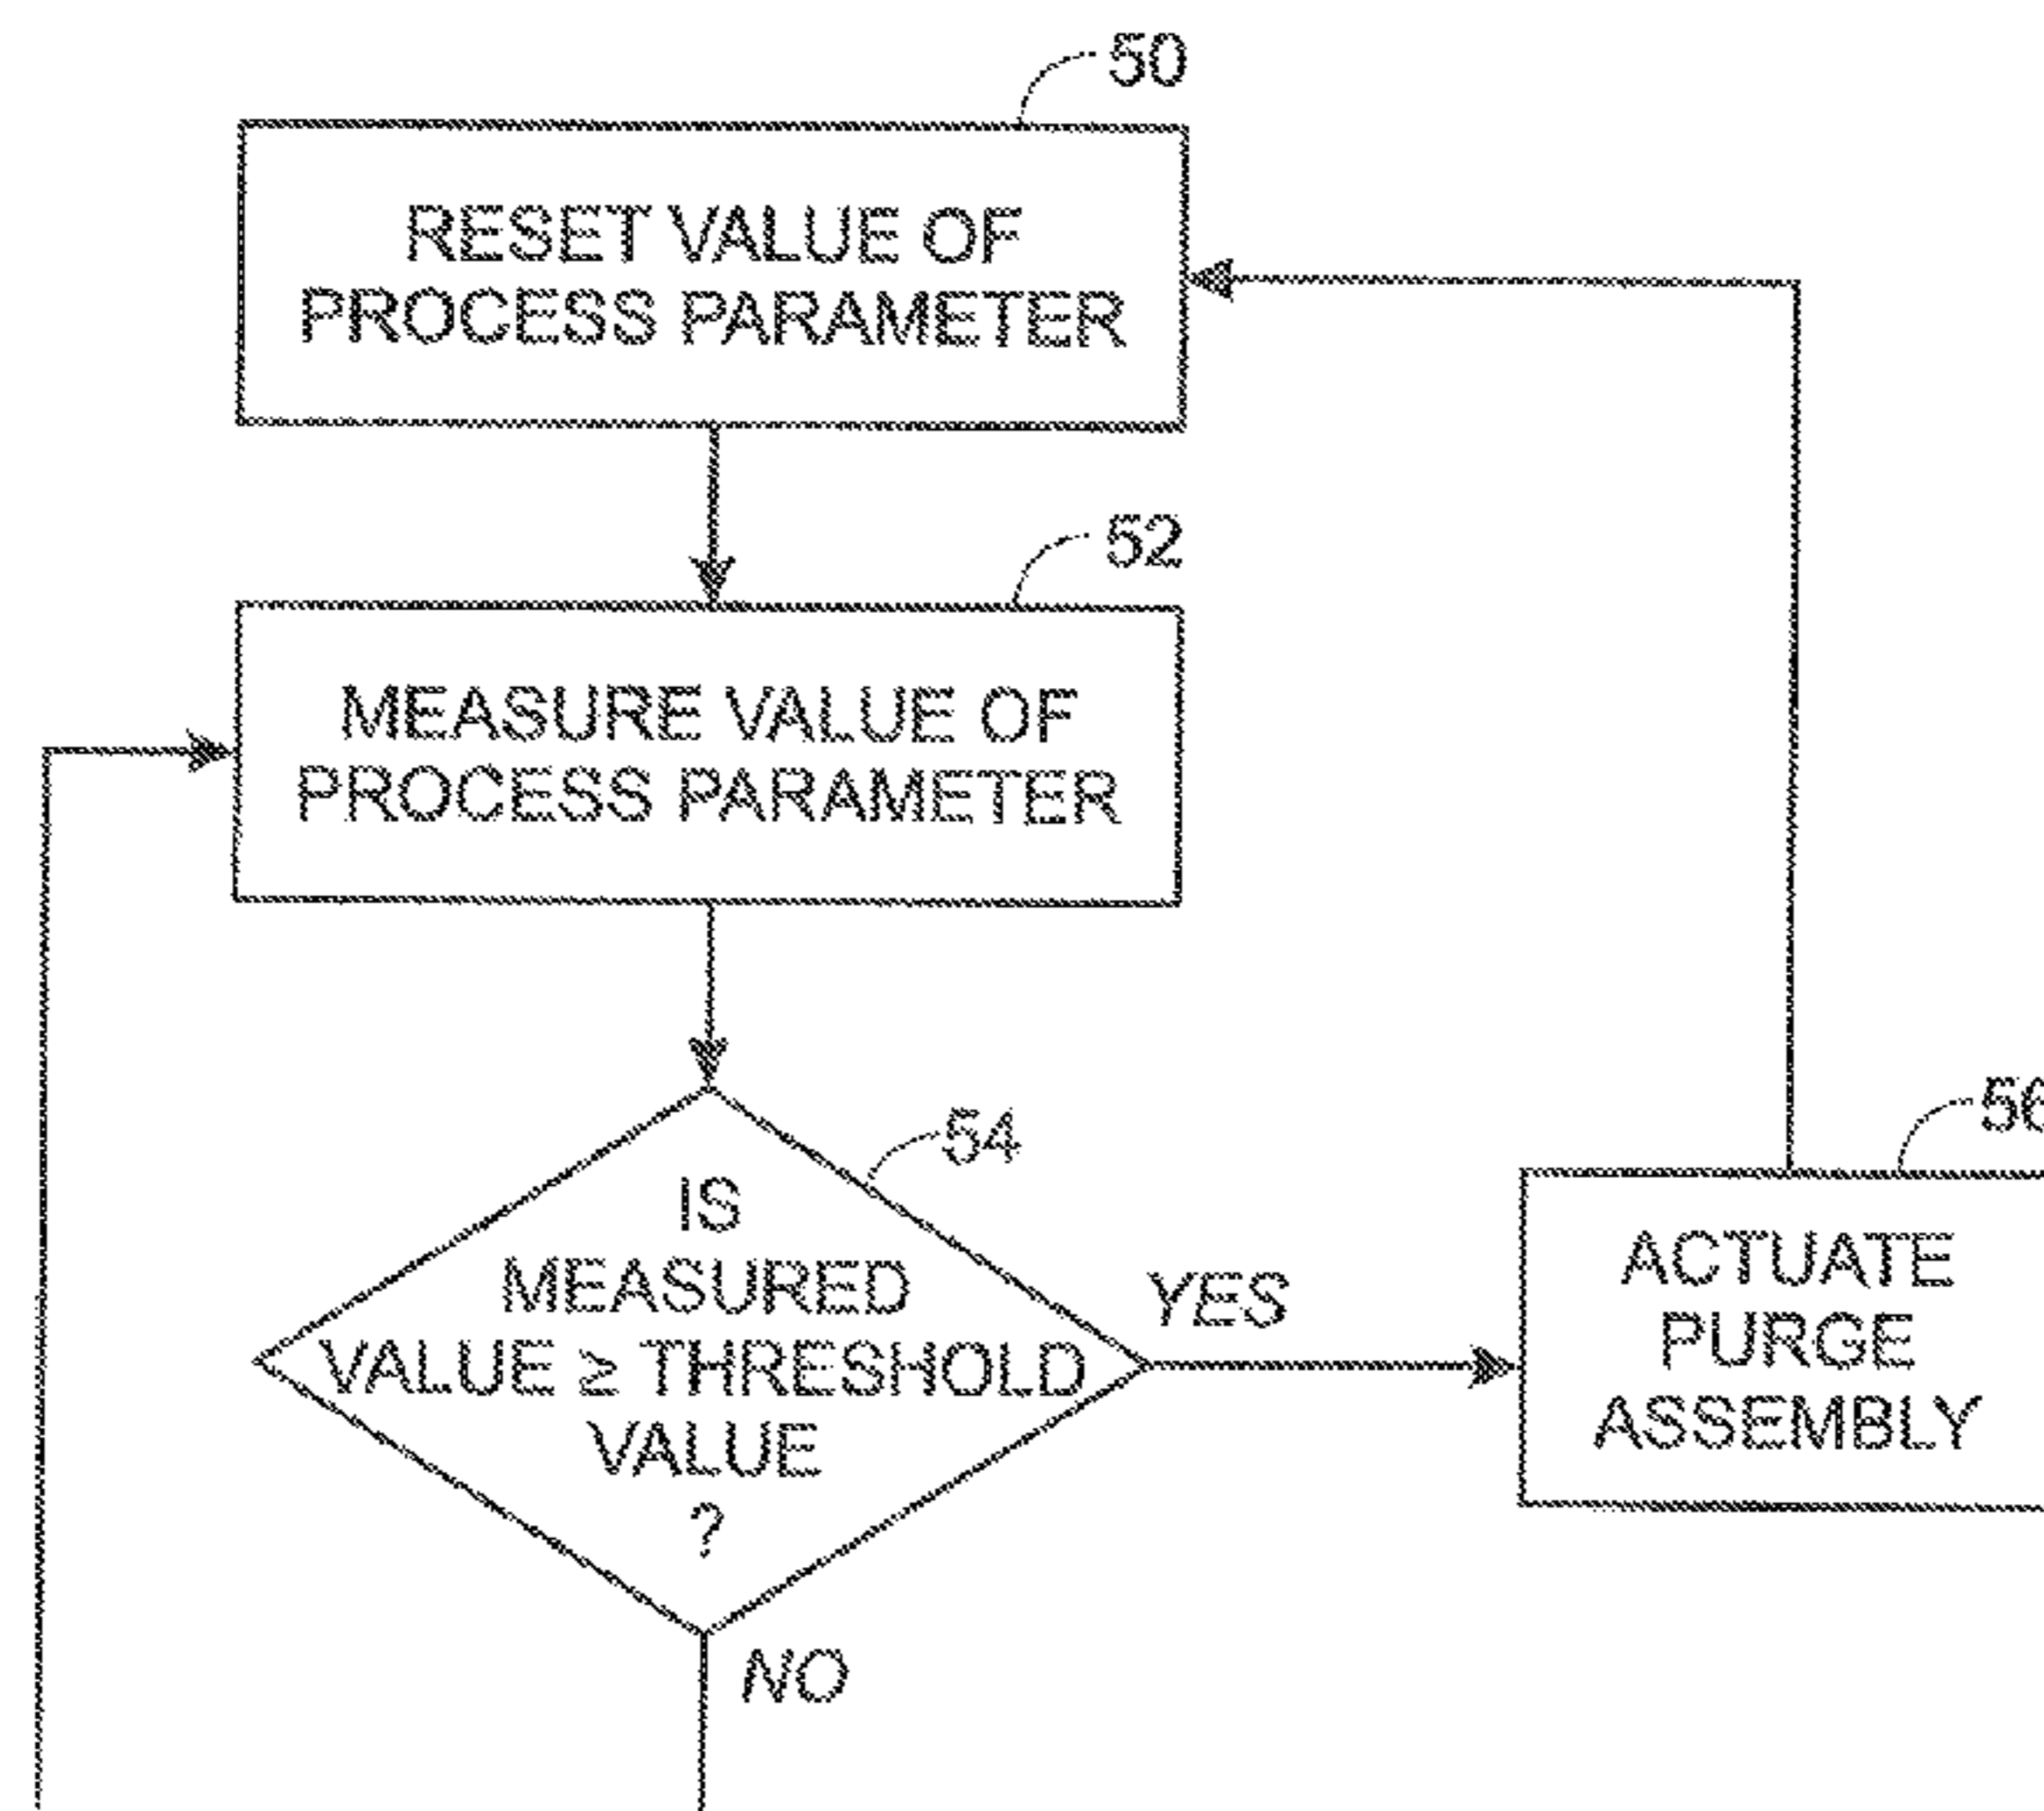 50
RESET VALUE OF
PROCESS PARAMETER
52
MEASURE VALUE OF
PROCESS PARAMETER
54
IS
MEASURED
VALUE ≥ THRESHOLD
VALUE
?
YES
NO
56
ACTUATE
PURGE
ASSEMBLY